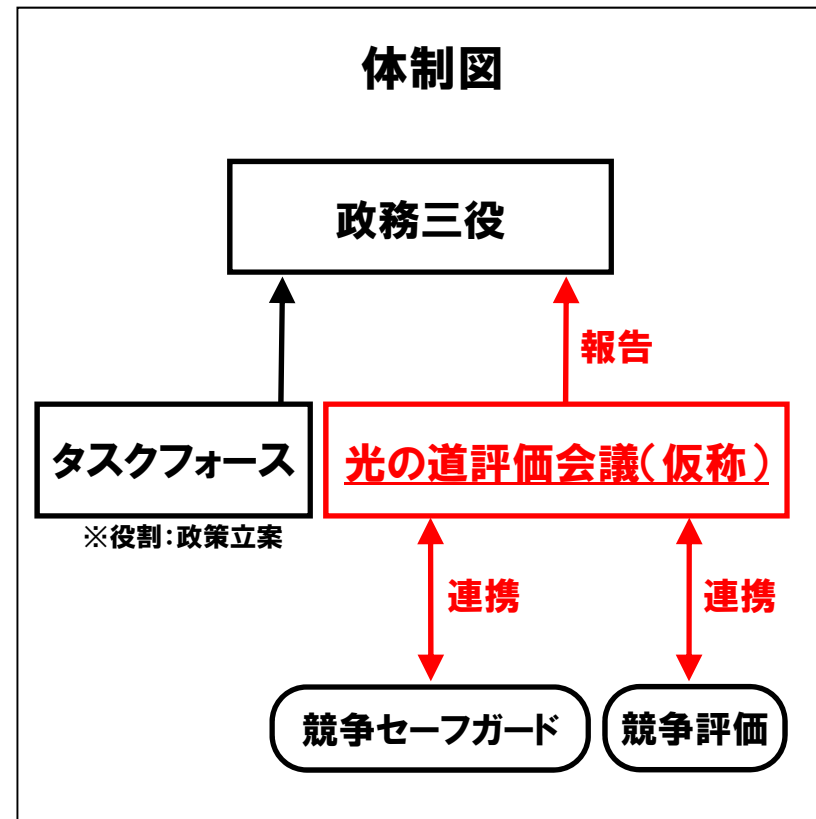 体制図
政務三役
報告
タスクフォース
光の道評価会議(仮称)
※役割:政策立案
連携
連携
競争セーフガード
競争評価